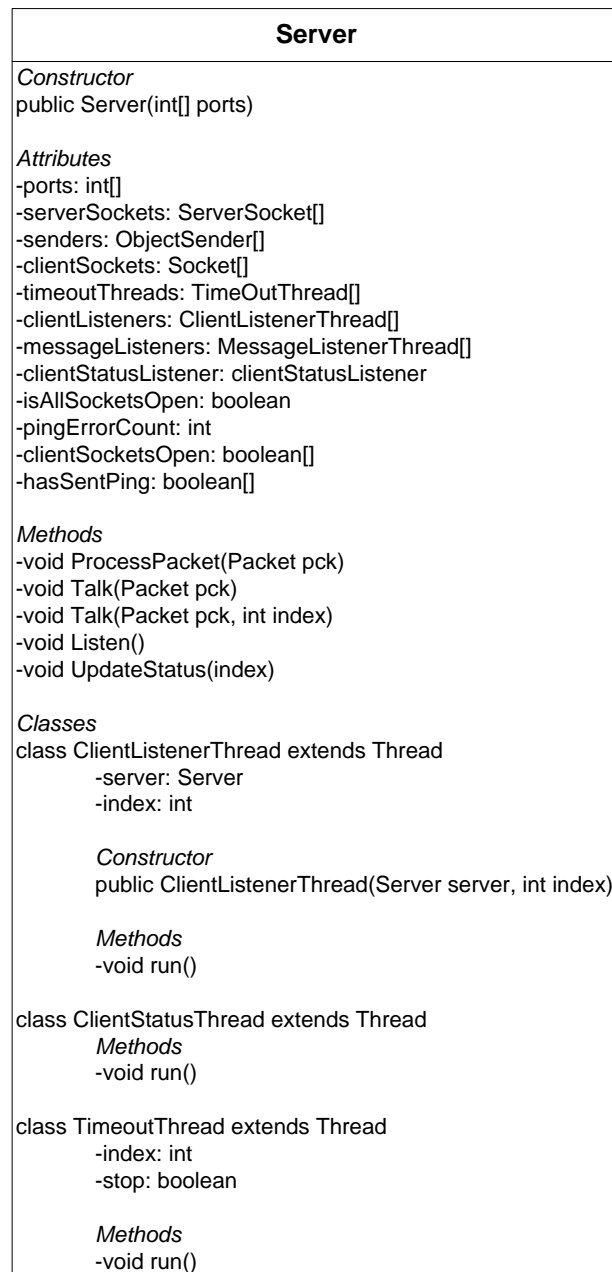 Server
Constructor
public Server(int[] ports)
Attributes
-ports: int[]
-serverSockets: ServerSocket[]
-senders: ObjectSender[]
-clientSockets: Socket[]
-timeoutThreads: TimeOutThread[]
-clientListeners: ClientListenerThread[]
-messageListeners: MessageListenerThread[]
-clientStatusListener: clientStatusListener
-isAllSocketsOpen: boolean
-pingErrorCount: int
-clientSocketsOpen: boolean[]
-hasSentPing: boolean[]
Methods
-void ProcessPacket(Packet pck)
-void Talk(Packet pck)
-void Talk(Packet pck, int index)
-void Listen()
-void UpdateStatus(index)
Classes
class ClientListenerThread extends Thread
-server: Server
-index: int
Constructor
public ClientListenerThread(Server server, int index)
Methods
-void run()
class ClientStatusThread extends Thread
Methods
-void run()
class TimeoutThread extends Thread
-index: int
-stop: boolean
Methods
-void run()